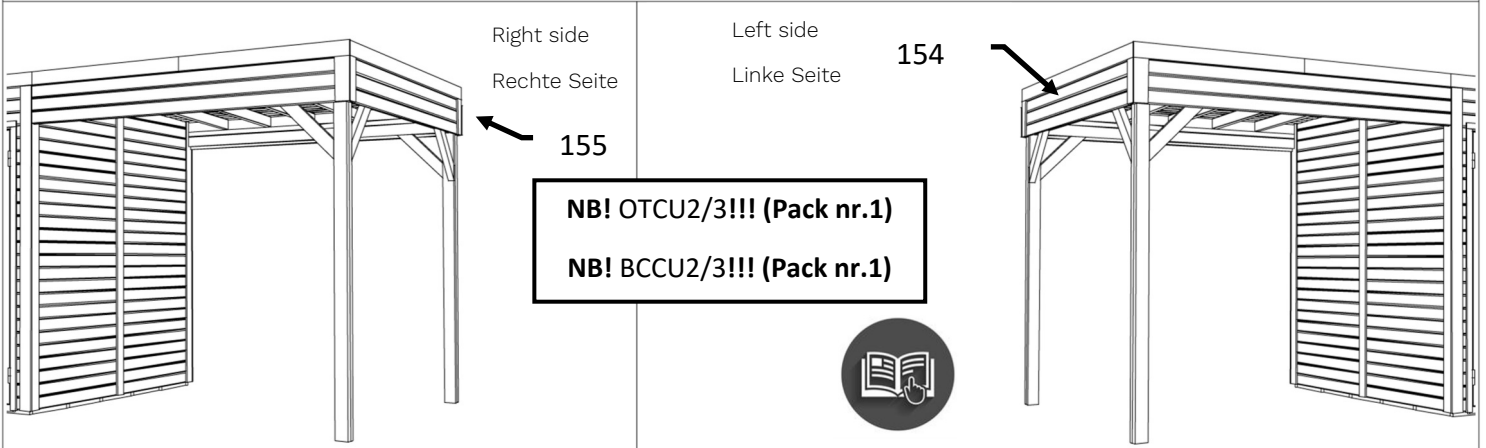 Right side
Rechte Seite
155
Left side
Linke Seite
154
NB! OTCU2/3!!! (Pack nr.1)
NB! BCCU2/3!!! (Pack nr.1)